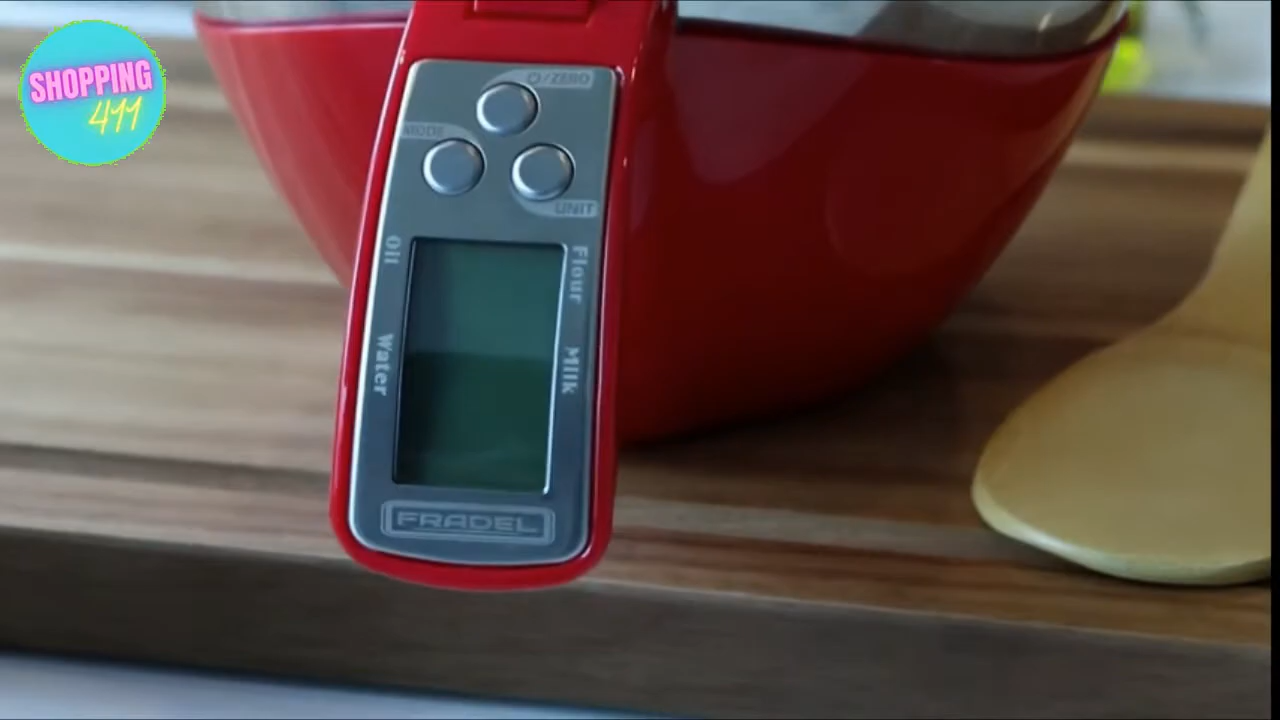 SHOPPING
411
⏻/ZERO
MODE
UNIT
Oil
Flour
Water
Milk
FRADEL